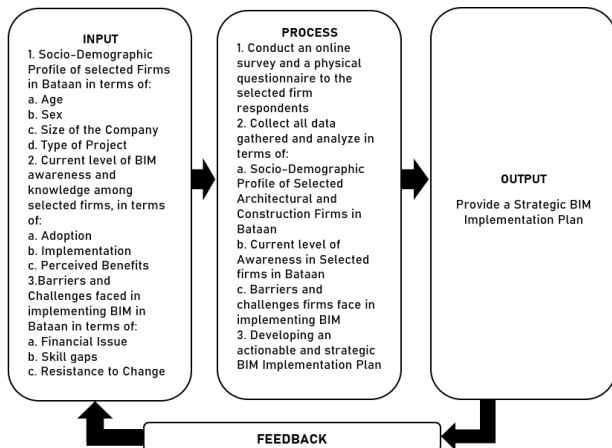 INPUT
1. Socio-Demographic
Profile of selected Firms
in Bataan in terms of:
a. Age
b. Sex
c. Size of the Company
d. Type of Project
2. Current level of BIM
awareness and
knowledge among
selected firms, in terms
of:
a. Adoption
b. Implementation
c. Perceived Benefits
3.Barriers and
Challenges faced in
implementing BIM in
Bataan in terms of:
a. Financial Issue
b. Skill gaps
c. Resistance to Change
PROCESS
1. Conduct an online
survey and a physical
questionnaire to the
selected firm
respondents
2. Collect all data
gathered and analyze in
terms of:
a. Socio-Demographic
Profile of Selected
Architectural and
Construction Firms in
Bataan
b. Current level of
Awareness in Selected
firms in Bataan
c. Barriers and
challenges firms face in
implementing BIM
3. Developing an
actionable and strategic
BIM Implementation Plan
OUTPUT
Provide a Strategic BIM
Implementation Plan
FEEDBACK